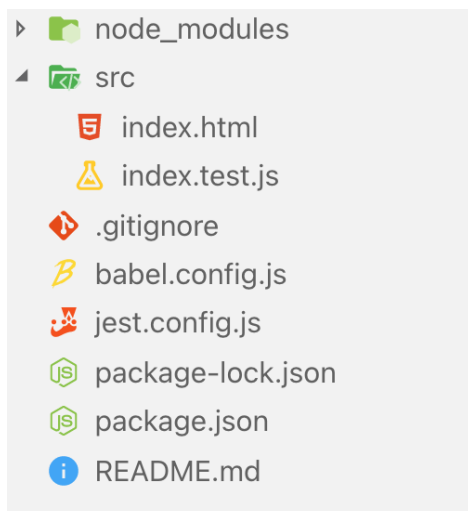 node_modules
src
index.html
index.test.js
.gitignore
babel.config.js
jest.config.js
package-lock.json
package.json
README.md